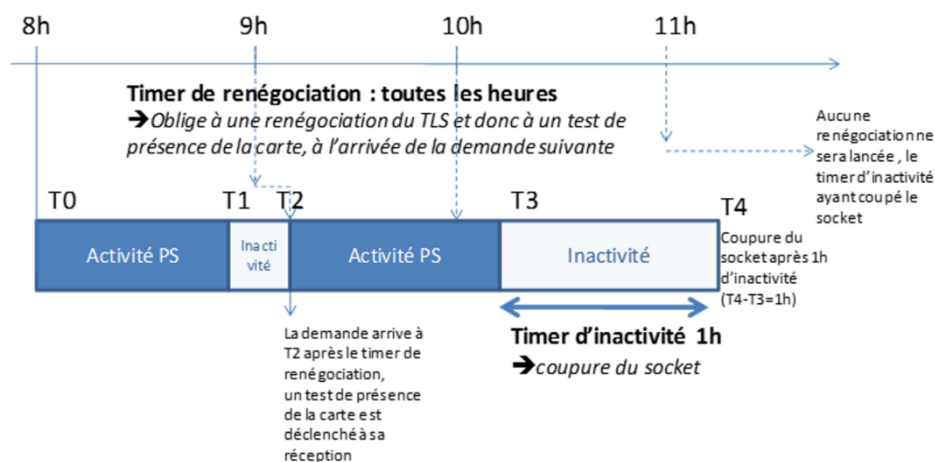 8h 9h 10h 11h
Timer de renégociation : toutes les heures
➔Oblige à une renégociation du TLS et donc à un test de
présence de la carte, à l’arrivée de la demande suivante
Aucune
renégociation ne
sera lancée , le
timer d’inactivité
ayant coupé le
socket
T0 T1 T2 T3 T4
Activité PS
Inacti
vité
Activité PS
Inactivité
Coupure du
socket après 1h
d’inactivité
(T4-T3=1h)
La demande arrive à
T2 après le timer de
renégociation,
un test de présence
de la carte est
déclenché à sa
réception
Timer d’inactivité 1h
➔coupure du socket